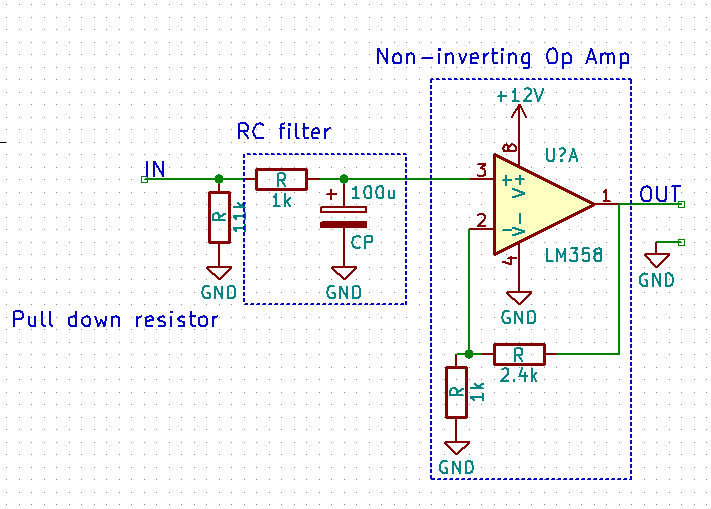 Non-inverting Op Amp
+12V
RC filter
8
U?A
IN
R
1k
+
100u
3
+
V+
1
OUT
R
11k
CP
2
-
V-
4
LM358
GND
GND
GND
GND
Pull down resistor
R
2.4k
R
1k
GND